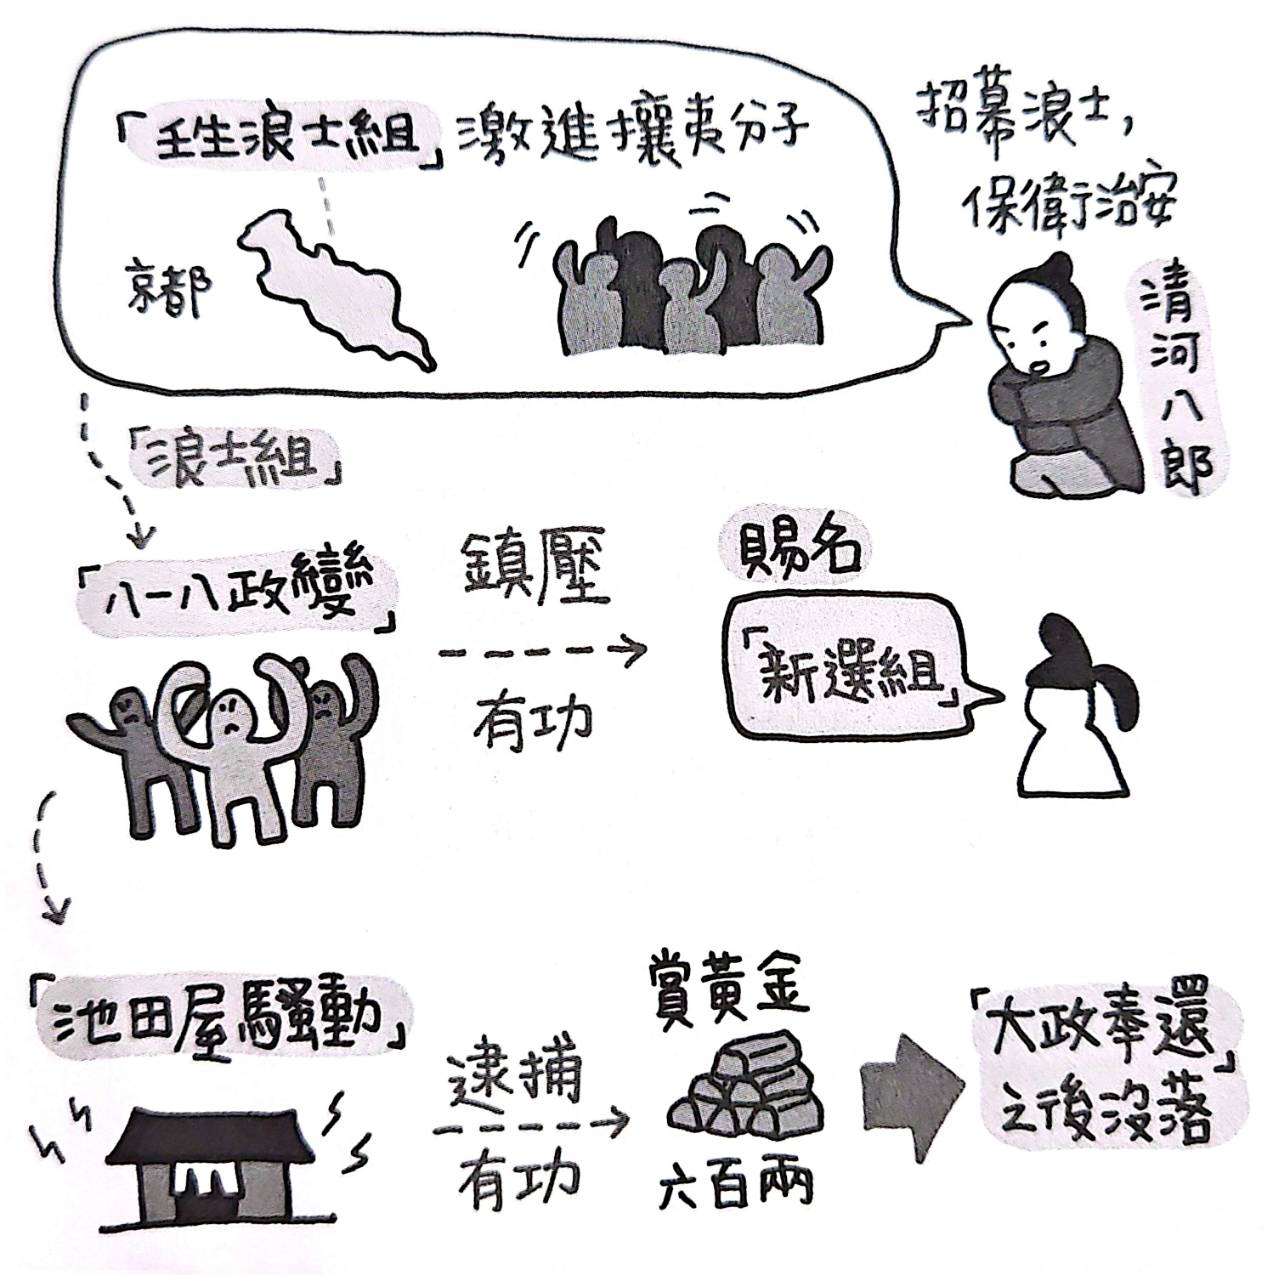 「壬生浪士組」激進攘夷分子
京都
招幕浪士，
保衛治安
清河八郎
「浪士組」
「八一八政變」
鎮壓
有功
賜名
「新選組」
「池田屋騷動」
逮捕
有功
賞黃金
六百兩
「大政奉還」
之後沒落